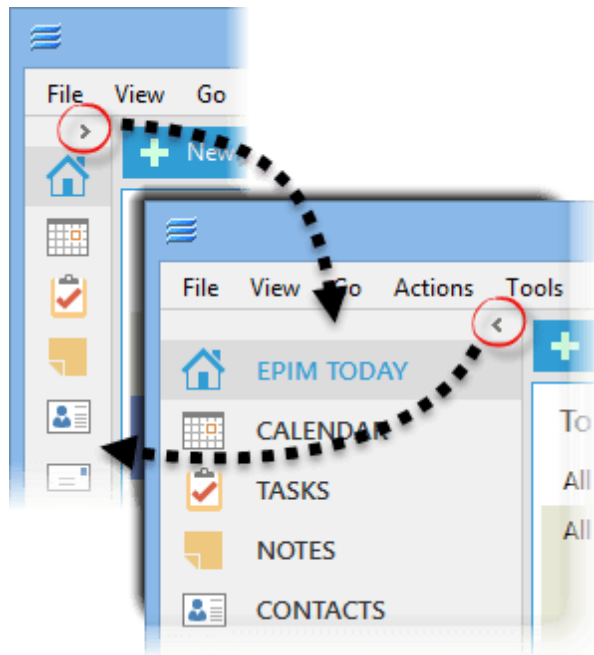 File View Go
New
File View Go Actions Tools
EPIM TODAY
CALENDAR
To
TASKS
All
NOTES
All
CONTACTS